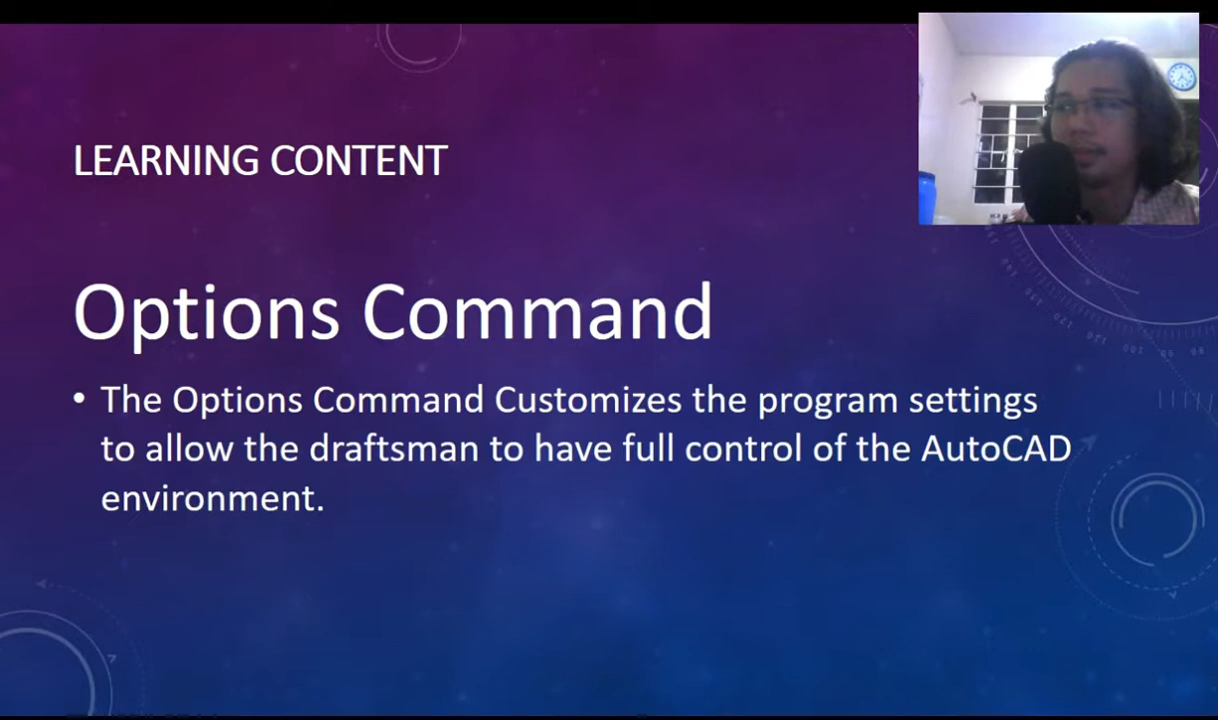 LEARNING CONTENT
Options Command
• The Options Command Customizes the program settings
to allow the draftsman to have full control of the AutoCAD
environment.